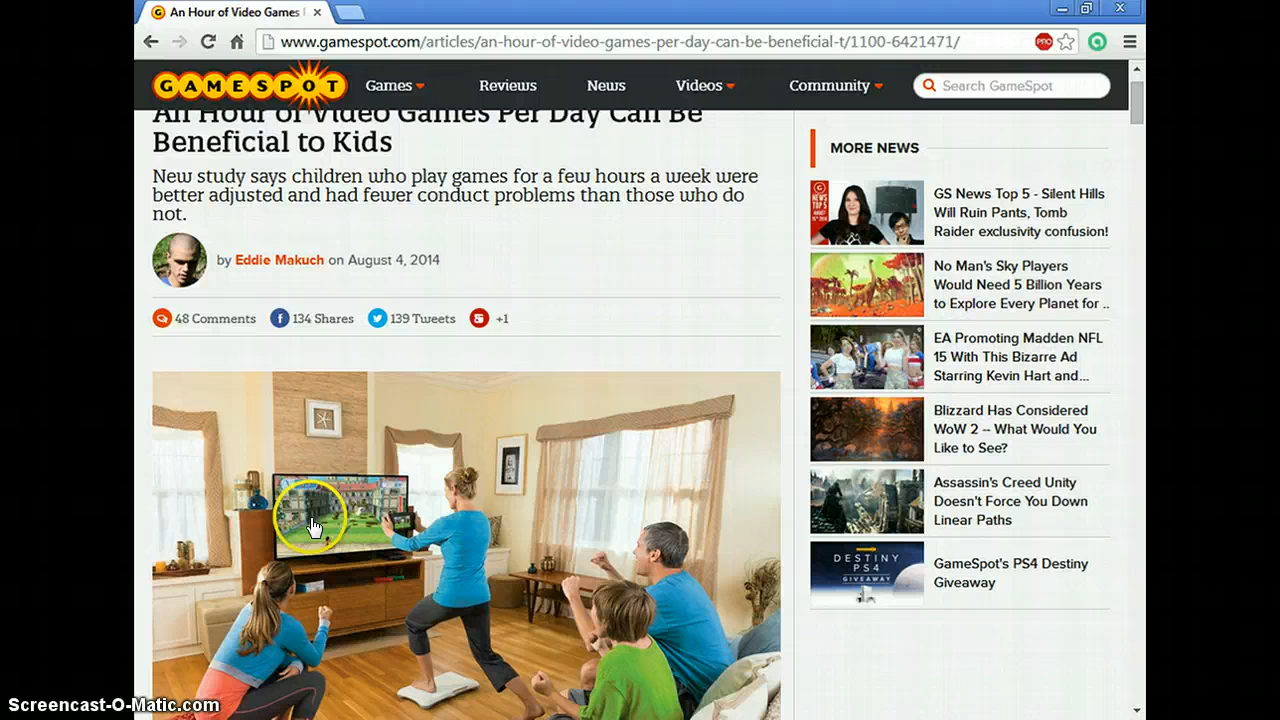 An Hour of Video Games F
www.gamespot.com/articles/an-hour-of-video-games-per-day-can-be-beneficial-t/1100-6421471/
PRO
GAMESPOT
Games
Reviews
News
Videos
Community
Search GameSpot
An Hour of Video Games Per Day Can Be
Beneficial to Kids
New study says children who play games for a few hours a week were
better adjusted and had fewer conduct problems than those who do
not.
by Eddie Makuch on August 4, 2014
48 Comments
134 Shares
139 Tweets
+1
MORE NEWS
GS News Top 5 - Silent Hills
Will Ruin Pants, Tomb
Raider exclusivity confusion!
No Man's Sky Players
Would Need 5 Billion Years
to Explore Every Planet for ..
EA Promoting Madden NFL
15 With This Bizarre Ad
Starring Kevin Hart and...
Blizzard Has Considered
WoW 2 -- What Would You
Like to See?
Assassin's Creed Unity
Doesn't Force You Down
Linear Paths
DESTINY
PS4
GIVEAWAY
GameSpot's PS4 Destiny
Giveaway
Screencast-O-Matic.com